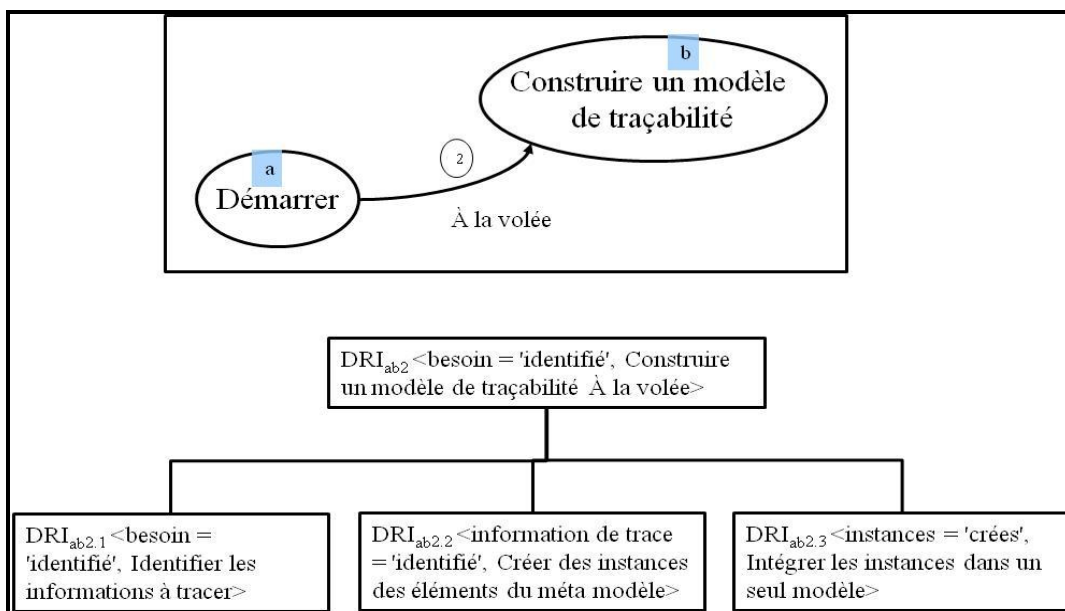 b
Construire un modèle
de traçabilité
2
a
Démarrer
À la volée
DRIab2 <besoin = 'identifié', Construire
un modèle de traçabilité À la volée>
DRIab2.1 <besoin =
'identifié', Identifier les
informations à tracer>
DRIab2.2 <information de trace
= 'identifié', Créer des instances
des éléments du méta modèle>
DRIab2.3 <instances = 'crées',
Intégrer les instances dans un
seul modèle>